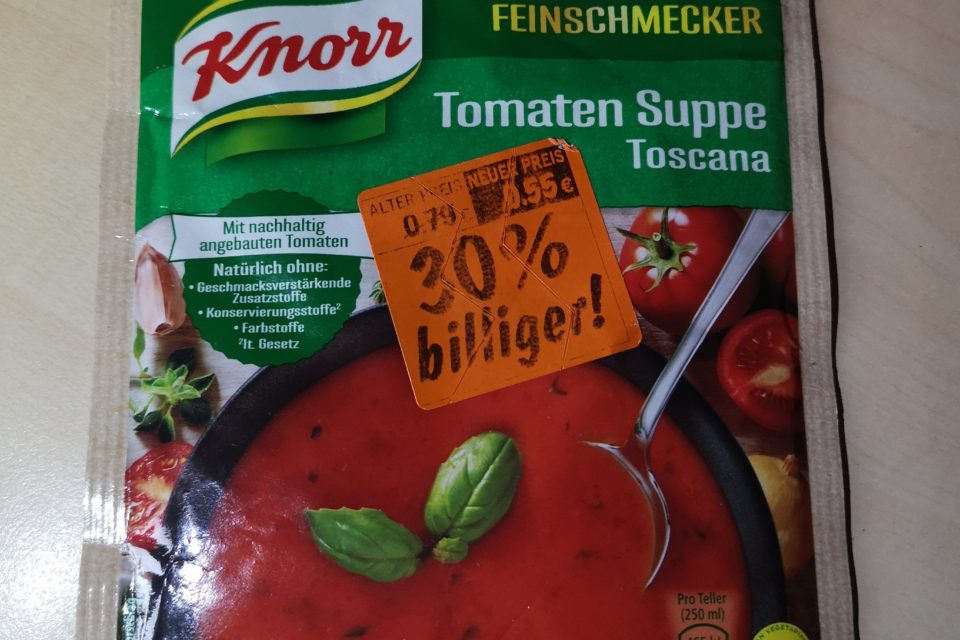 Knorr
FEINSCHMECKER
Tomaten Suppe
Toscana
ALTER PREIS NEUER PREIS
0.79€ 0.55€
30%
billiger!
Mit nachhaltig
angebauten Tomaten
Natürlich ohne:
• Geschmacksverstärkende
Zusatzstoffe
• Konservierungsstoffe²
• Farbstoffe
²lt. Gesetz
Pro Teller
(250 ml)